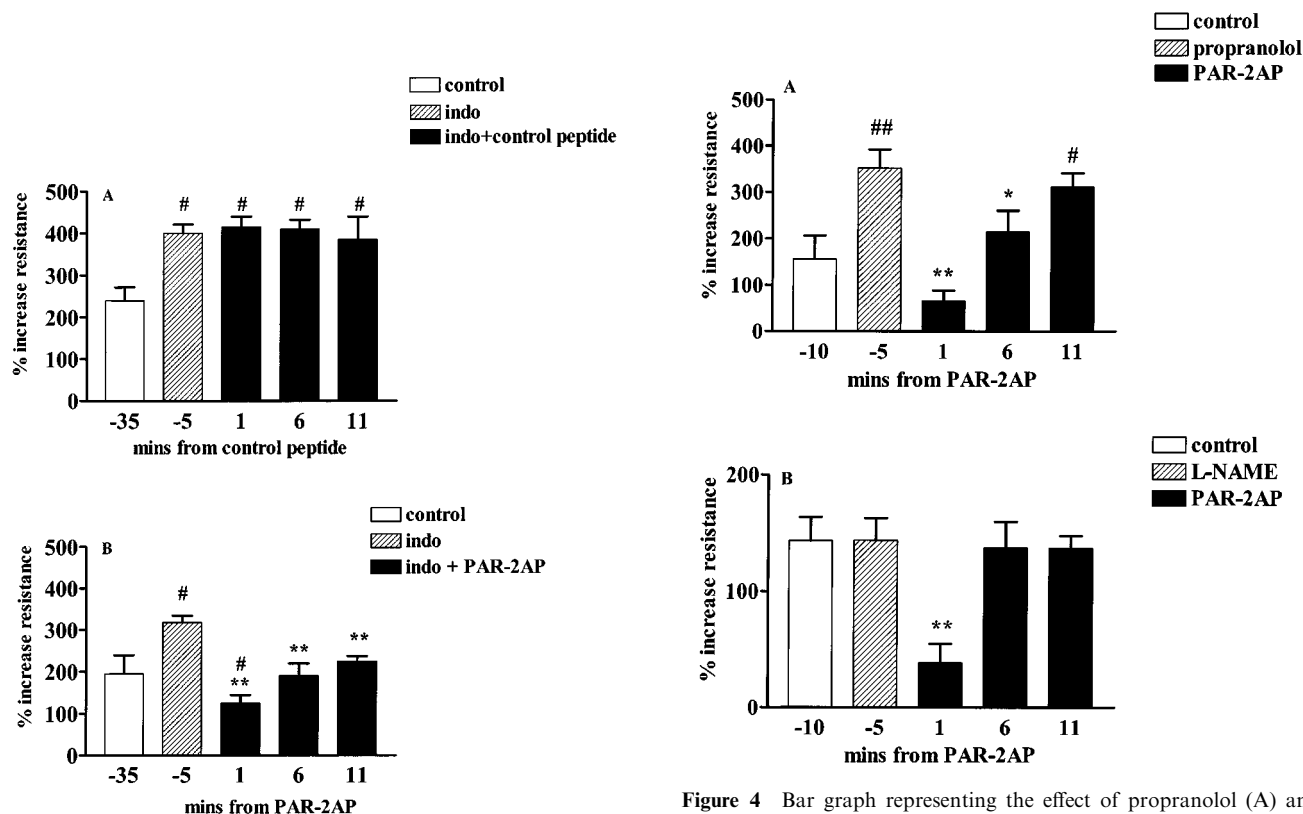 control
indo
indo+control peptide
A
% increase resistance
500
400
300
200
100
0
# # # #
-35 -5 1 6 11
mins from control peptide
control
indo
indo + PAR-2AP
B
% increase resistance
500
400
300
200
100
0
# # ** ** **
-35 -5 1 6 11
mins from PAR-2AP
control
propranolol
PAR-2AP
A
% increase resistance
500
400
300
200
100
0
## ** * #
-10 -5 1 6 11
mins from PAR-2AP
control
L-NAME
PAR-2AP
B
% increase resistance
200
100
0
**
-10 -5 1 6 11
mins from PAR-2AP
Figure 4 Bar graph representing the effect of propranolol (A) an